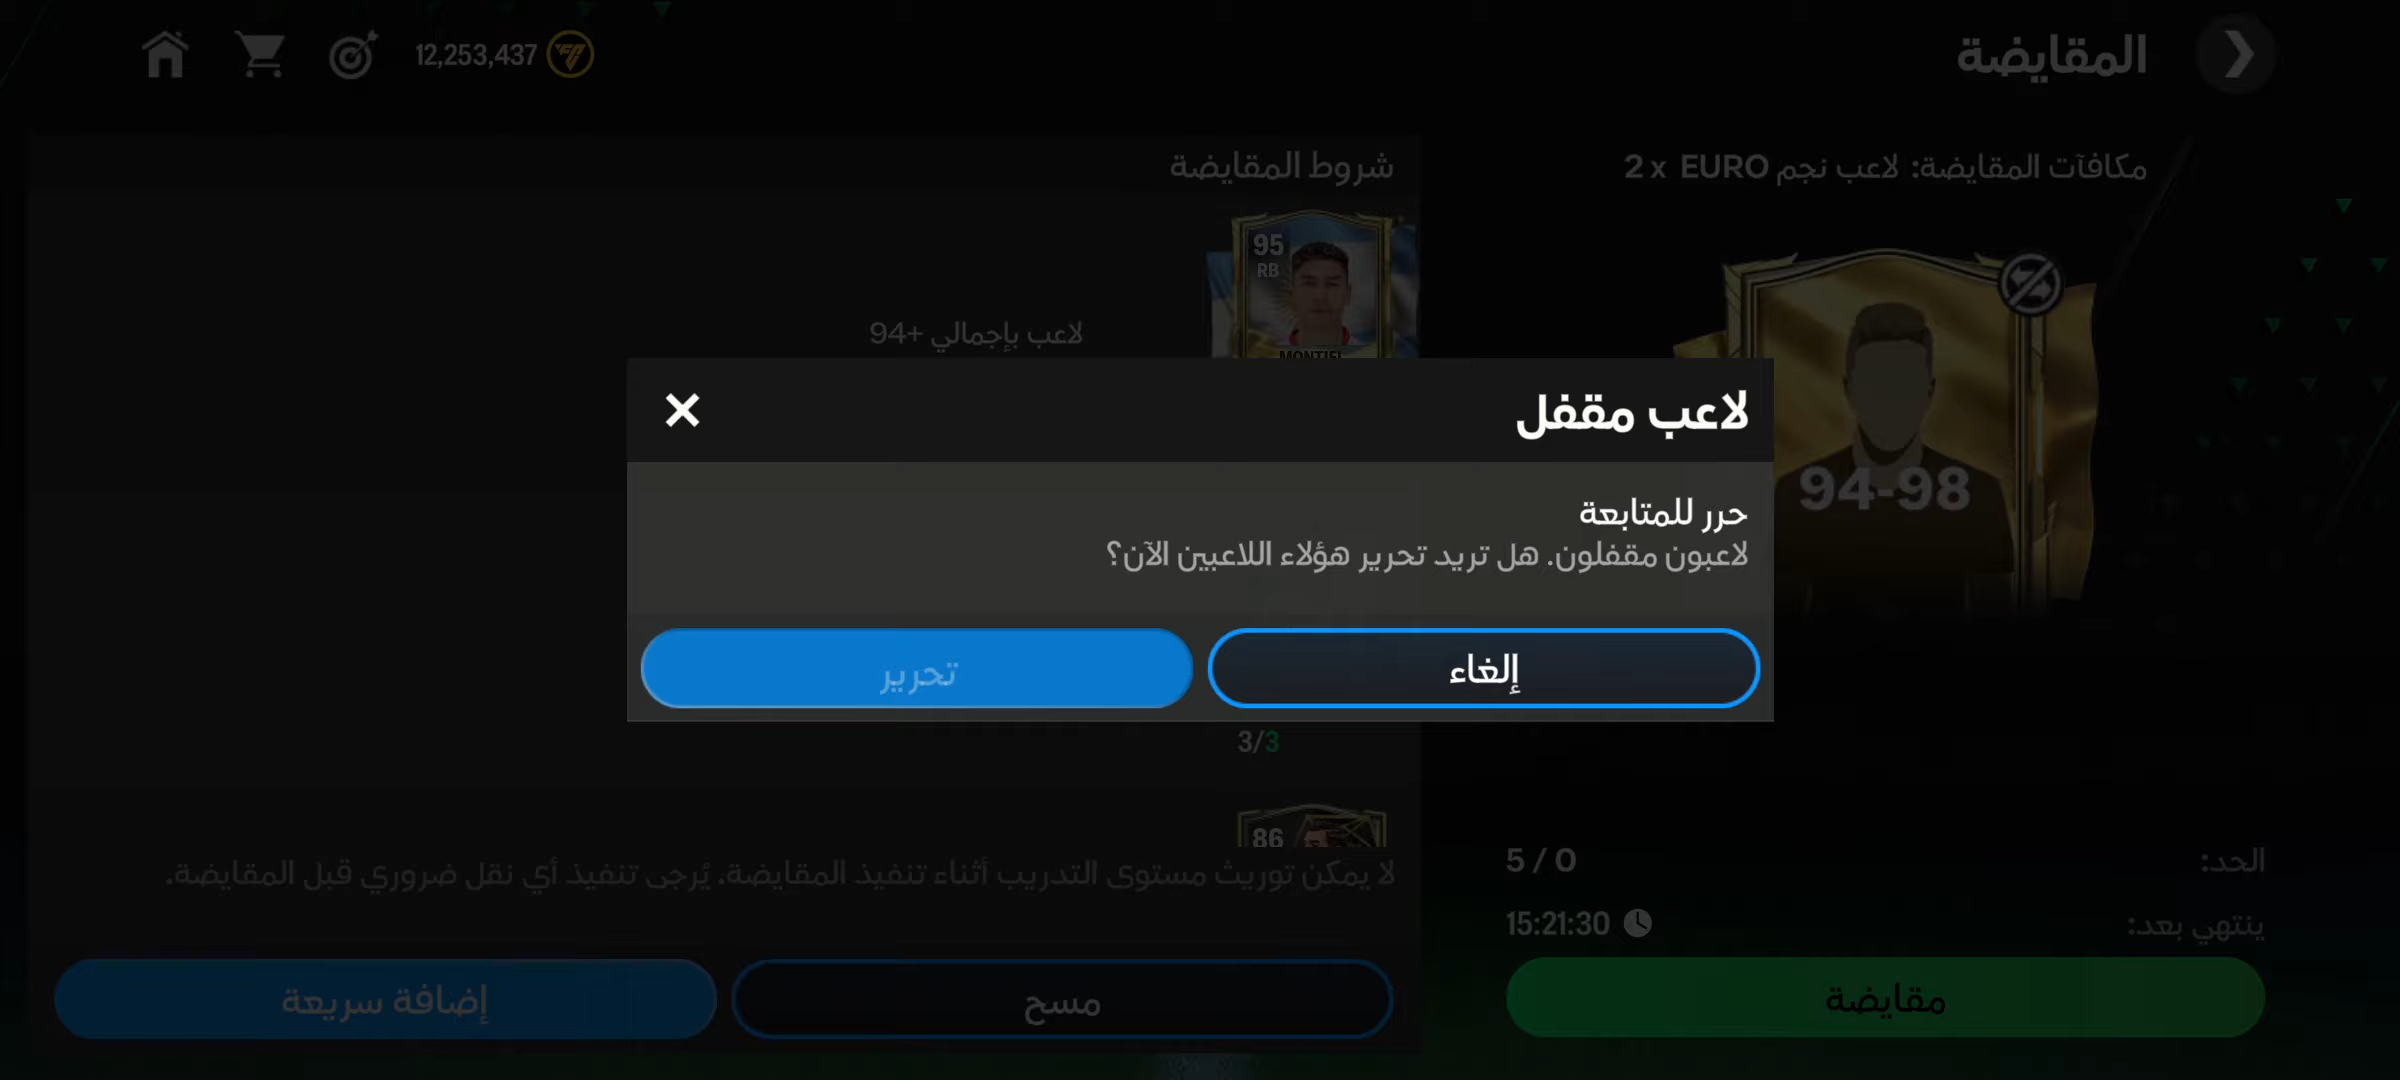 المقايضة
12,253,437
مكافآت المقايضة: لاعب نجم EURO 2 x
94-98
شروط المقايضة
95
RB
MONTIEL
لاعب بإجمالي +94
لاعب مقفل
حرر للمتابعة
لاعبون مقفلون. هل تريد تحرير هؤلاء اللاعبين الآن؟
إلغاء
تحرير
3/3
86
لا يمكن توريث مستوى التدريب أثناء تنفيذ المقايضة. يُرجى تنفيذ أي نقل ضروري قبل المقايضة.
الحد: 5 / 0
ينتهي بعد: 15:21:30
مقايضة
مسح
إضافة سريعة